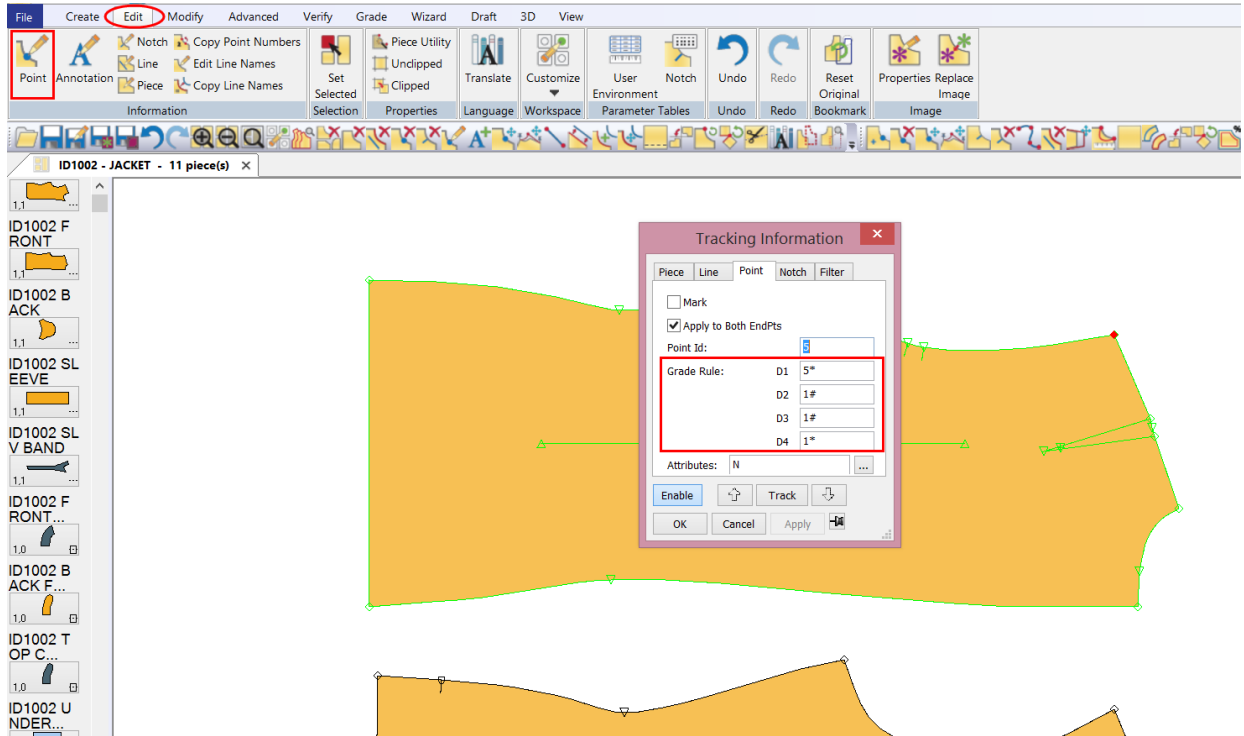 File Create Edit Modify Advanced Verify Grade Wizard Draft 3D View
Notch Copy Point Numbers Piece Utility
Line Edit Line Names Undipped
Point Annotation Set Translate Customize User Notch Undo Redo Reset Properties Replace
Piece Copy Line Names Selected Clipped Environment Original Image
Information Selection Properties Language Workspace Parameter Tables Undo Redo Bookmark Image
ID1002 - JACKET - 11 piece(s) ×
1,1 ...
ID1002 F
RONT
1,1 ...
ID1002 B
ACK
1,1 ...
ID1002 SL
EEVE
1,1 ...
ID1002 SL
V BAND
1,1 ...
ID1002 F
RONT...
1,0
ID1002 B
ACK F...
1,0
ID1002 T
OP C...
1,0
ID1002 U
NDER...
Tracking Information ×
Piece Line Point Notch Filter
Mark
Apply to Both EndPts
Point Id: 5
Grade Rule: D1 5*
D2 1#
D3 1#
D4 1*
Attributes: N ...
Enable Track
OK Cancel Apply